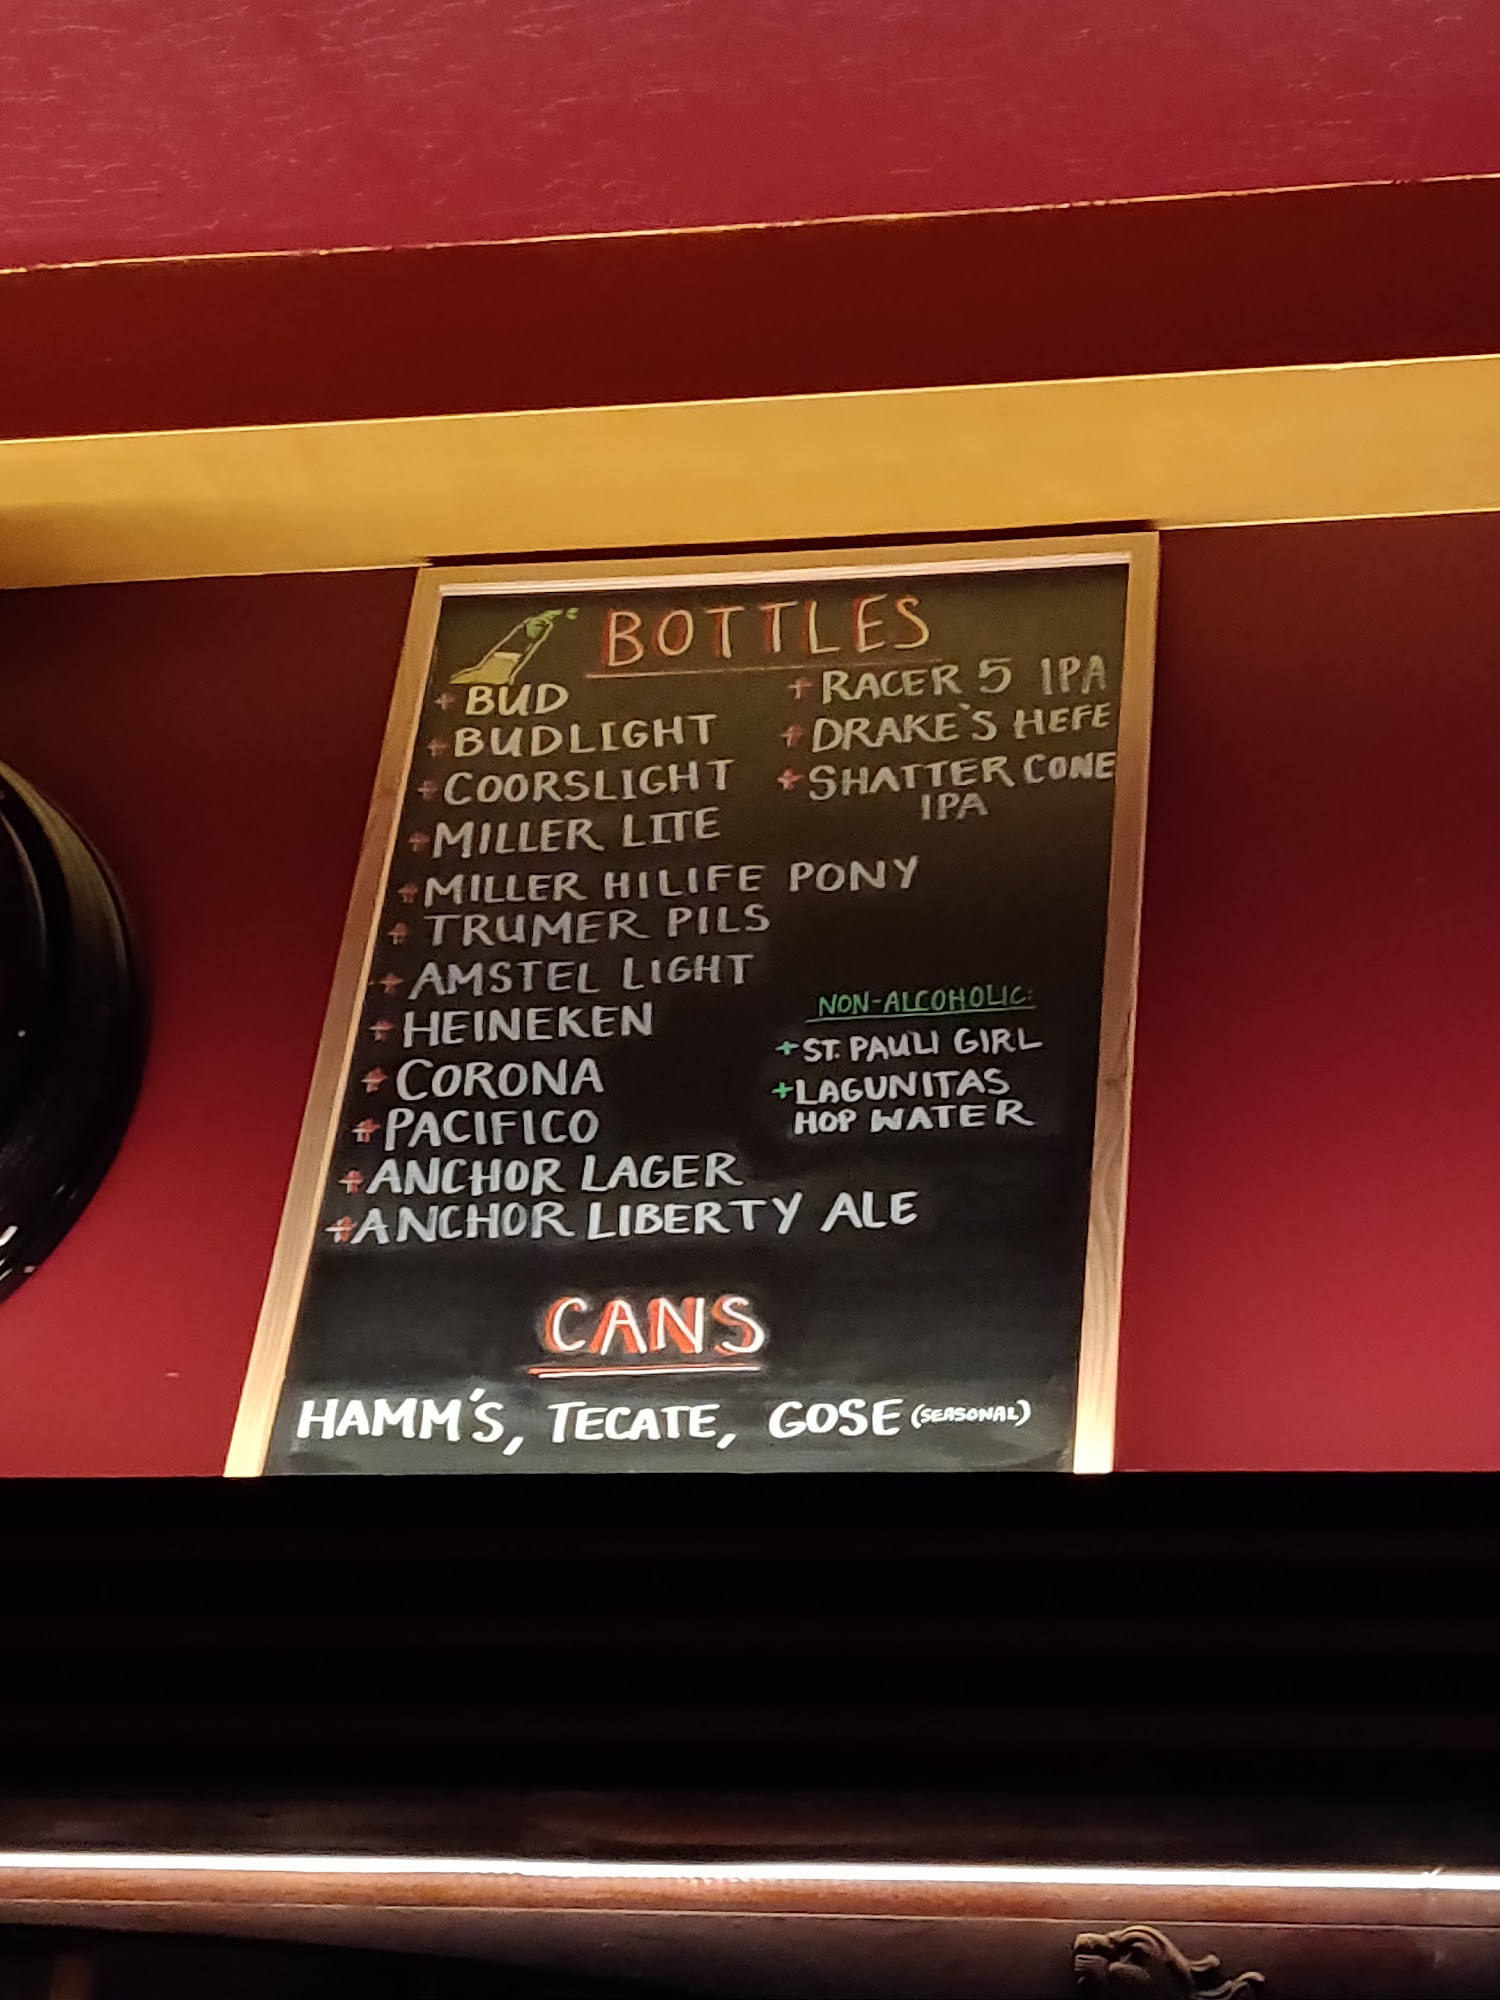 BOTTLES
+ BUD
+ BUDLIGHT
+ COORSLIGHT
+ MILLER LITE
+ MILLER HILIFE PONY
+ TRUMER PILS
+ AMSTEL LIGHT
+ HEINEKEN
+ CORONA
+ PACIFICO
+ ANCHOR LAGER
+ ANCHOR LIBERTY ALE
+ RACER 5 IPA
+ DRAKE'S HEFE
+ SHATTER CONE
IPA
NON-ALCOHOLIC:
+ ST. PAULI GIRL
+ LAGUNITAS
HOP WATER
CANS
HAMM'S, TECATE, GOSE (SEASONAL)